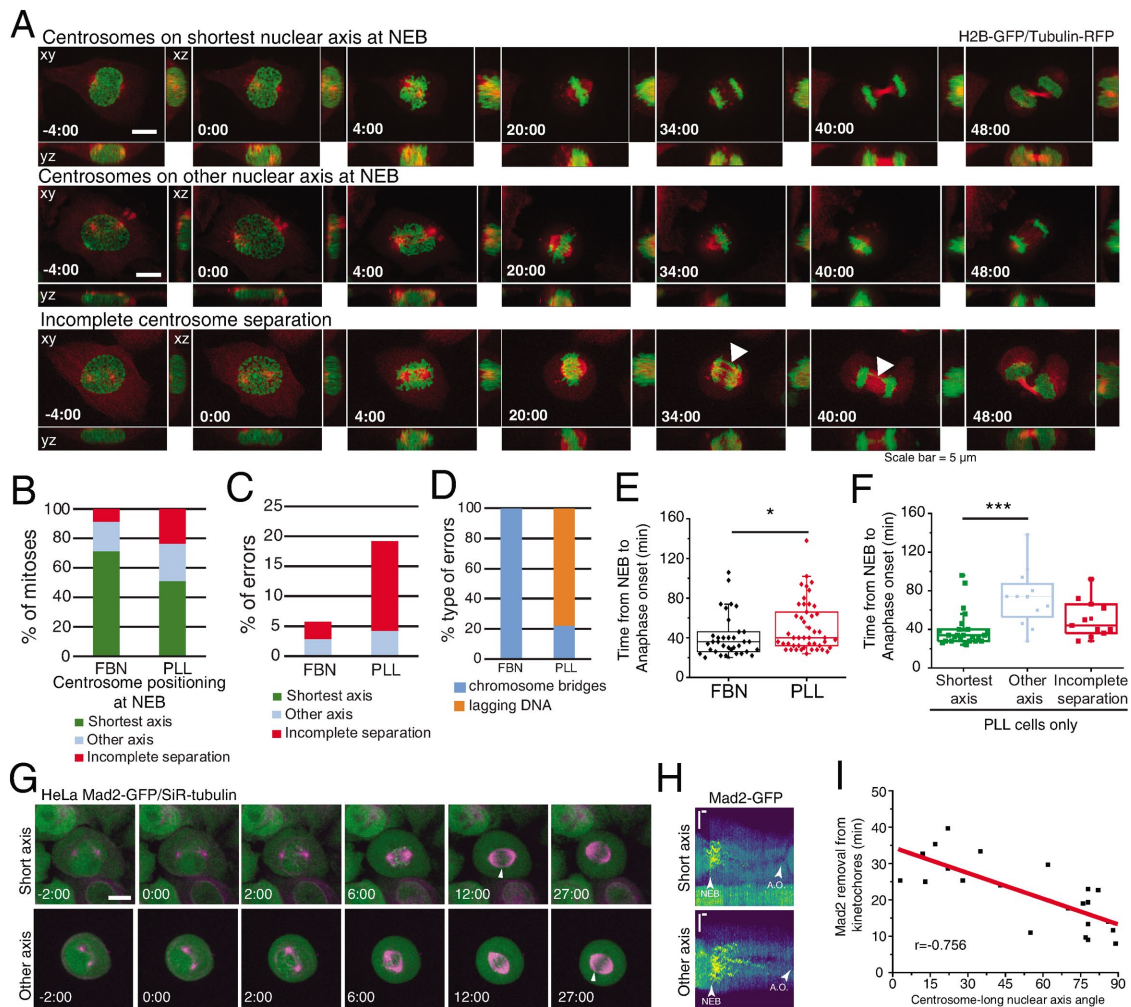 A
Centrosomes on shortest nuclear axis at NEB
H2B-GFP/Tubulin-RFP
xy xz
-4:00 0:00 4:00 20:00 34:00 40:00 48:00
yz
Centrosomes on other nuclear axis at NEB
xy xz
-4:00 0:00 4:00 20:00 34:00 40:00 48:00
yz
Incomplete centrosome separation
xy xz
-4:00 0:00 4:00 20:00 34:00 40:00 48:00
yz
Scale bar = 5 µm
B
% of mitoses
100
80
60
40
20
0
FBN PLL
Centrosome positioning
at NEB
Shortest axis
Other axis
Incomplete separation
C
% of errors
25
20
15
10
5
0
FBN PLL
Shortest axis
Other axis
Incomplete separation
D
% type of errors
100
80
60
40
20
0
FBN PLL
chromosome bridges
lagging DNA
E
Time from NEB to
Anaphase onset (min)
160
120
80
40
0
*
FBN PLL
F
Time from NEB to
Anaphase onset (min)
160
120
80
40
0
***
Shortest axis
Other axis
Incomplete separation
PLL cells only
G
HeLa Mad2-GFP/SiR-tubulin
Short axis
-2:00 0:00 2:00 6:00 12:00 27:00
Other axis
-2:00 0:00 2:00 6:00 12:00 27:00
H
Mad2-GFP
Short axis
NEB A.O.
Other axis
NEB A.O.
I
Mad2 removal from
kinetochores (min)
50
40
30
20
10
0
r=-0.756
0 15 30 45 60 75 90
Centrosome-long nuclear axis angle